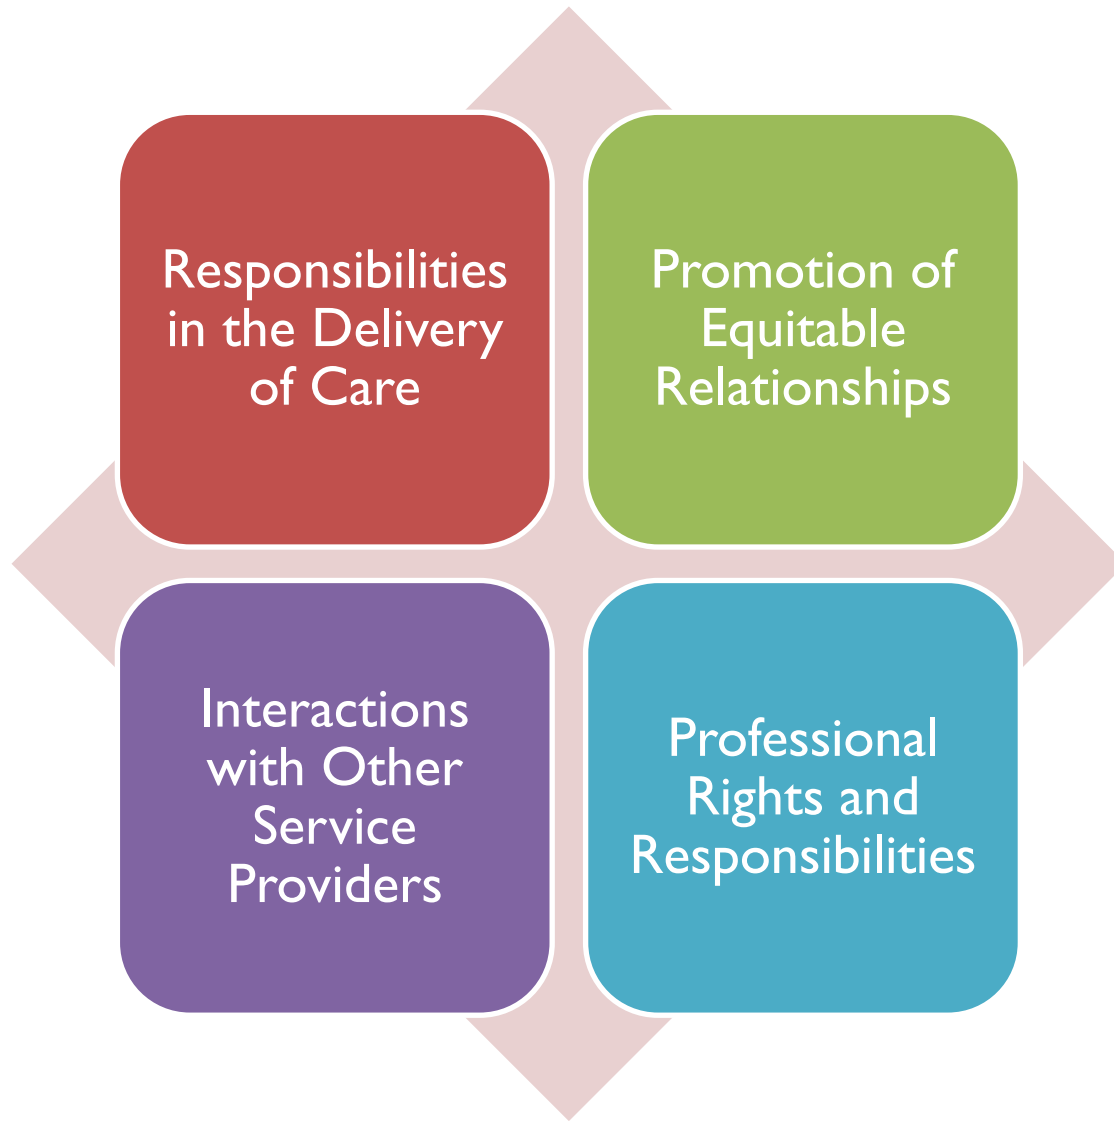 Responsibilities
in the Delivery
of Care
Promotion of
Equitable
Relationships
Interactions
with Other
Service
Providers
Professional
Rights and
Responsibilities